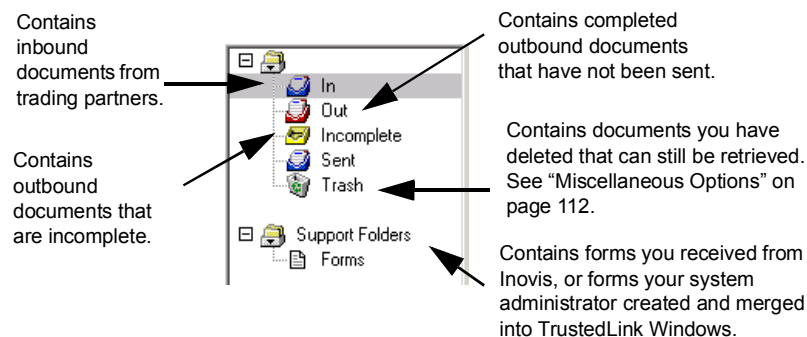 Contains
inbound
documents from
trading partners.
Contains
outbound
documents that
are incomplete.
In
Out
Incomplete
Sent
Trash
Support Folders
Forms
Contains completed
outbound documents
that have not been sent.
Contains documents you have
deleted that can still be retrieved.
See “Miscellaneous Options” on
page 112.
Contains forms you received from
Inovis, or forms your system
administrator created and merged
into TrustedLink Windows.